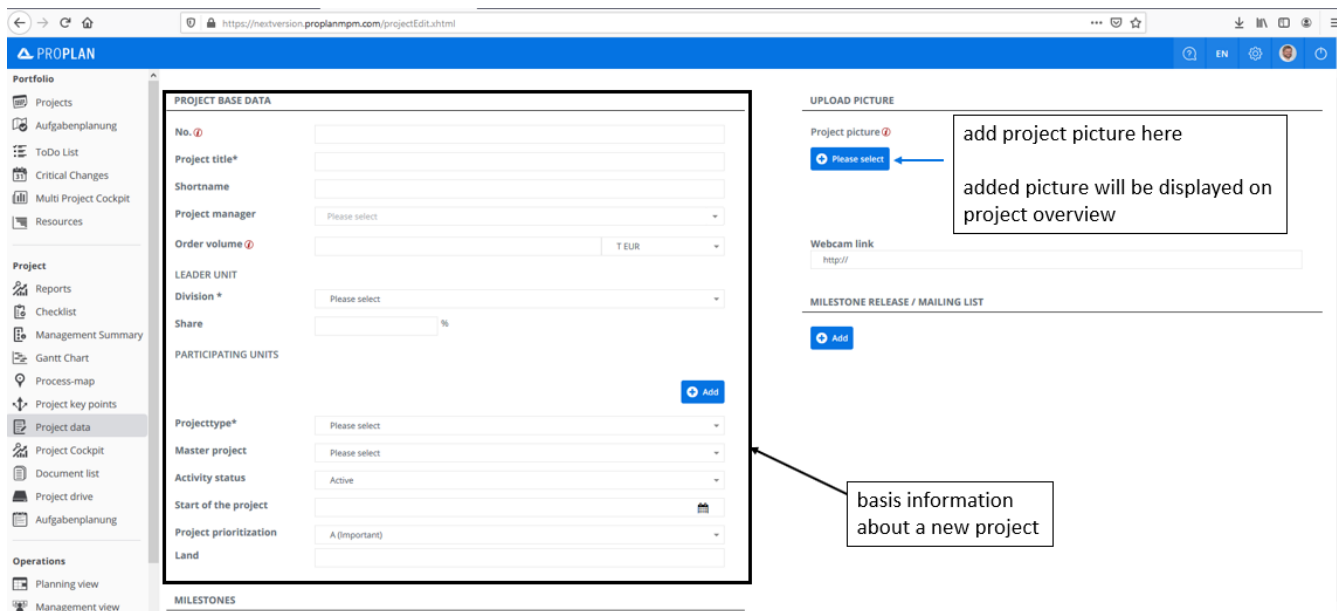 https://nextversion.proplanmpm.com/projectEdit.xhtml
PROPLAN
EN
Portfolio
Projects
Aufgabenplanung
ToDo List
Critical Changes
Multi Project Cockpit
Resources
Project
Reports
Checklist
Management Summary
Gantt Chart
Process-map
Project key points
Project data
Project Cockpit
Document list
Project drive
Aufgabenplanung
Operations
Planning view
Management view
PROJECT BASE DATA
No.
Project title*
Shortname
Project manager Please select
Order volume T EUR
LEADER UNIT
Division * Please select
Share %
PARTICIPATING UNITS
Add
Projecttype* Please select
Master project Please select
Activity status Active
Start of the project
Project prioritization A (Important)
Land
MILESTONES
UPLOAD PICTURE
Project picture
Please select
add project picture here
added picture will be displayed on
project overview
Webcam link
http://
MILESTONE RELEASE / MAILING LIST
Add
basis information
about a new project